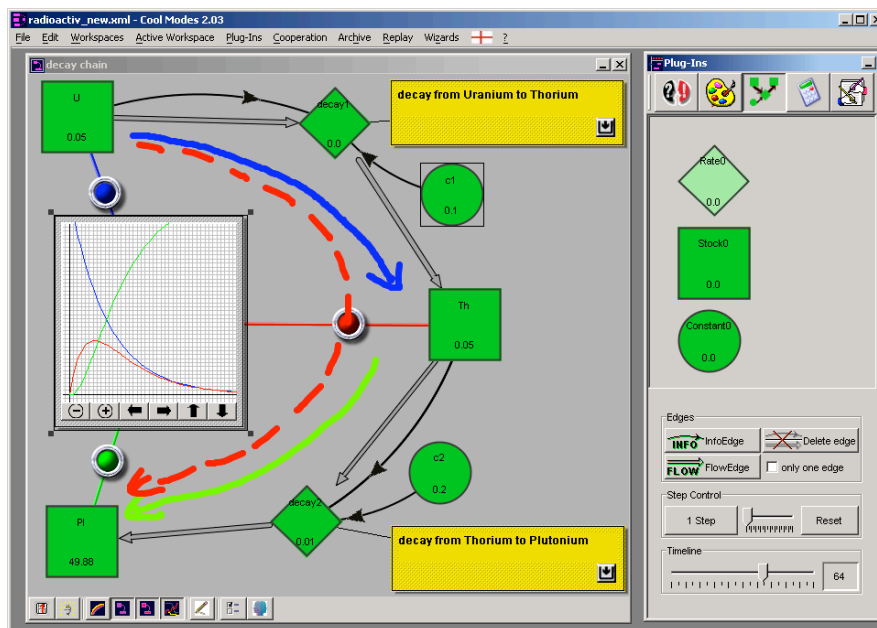 radioactiv_new.xml - Cool Modes 2.03
File Edit Workspaces Active Workspace Plug-Ins Cooperation Archive Replay Wizards ?
decay chain
U
0.05
decay1
0.0
decay from Uranium to Thorium
c1
0.1
Th
0.05
c2
0.2
decay2
0.01
Pl
49.88
decay from Thorium to Plutonium
Plug-Ins
Rate0
0.0
Stock0
0.0
Constant0
0.0
Edges
INFO InfoEdge Delete edge
FLOW FlowEdge only one edge
Step Control
1 Step Reset
Timeline
64